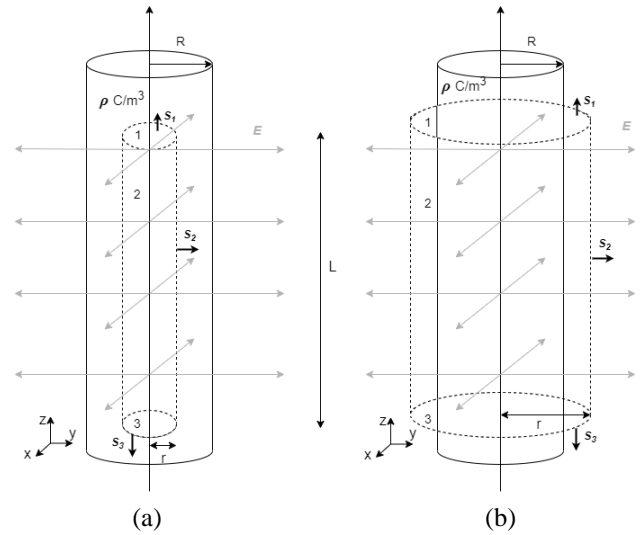 R
ρ C/m³
S₁
1
E
2
S₂
L
z
y
x
3
S₃
r
(a)
R
ρ C/m³
S₁
1
E
2
S₂
z
y
x
3
r
S₃
(b)